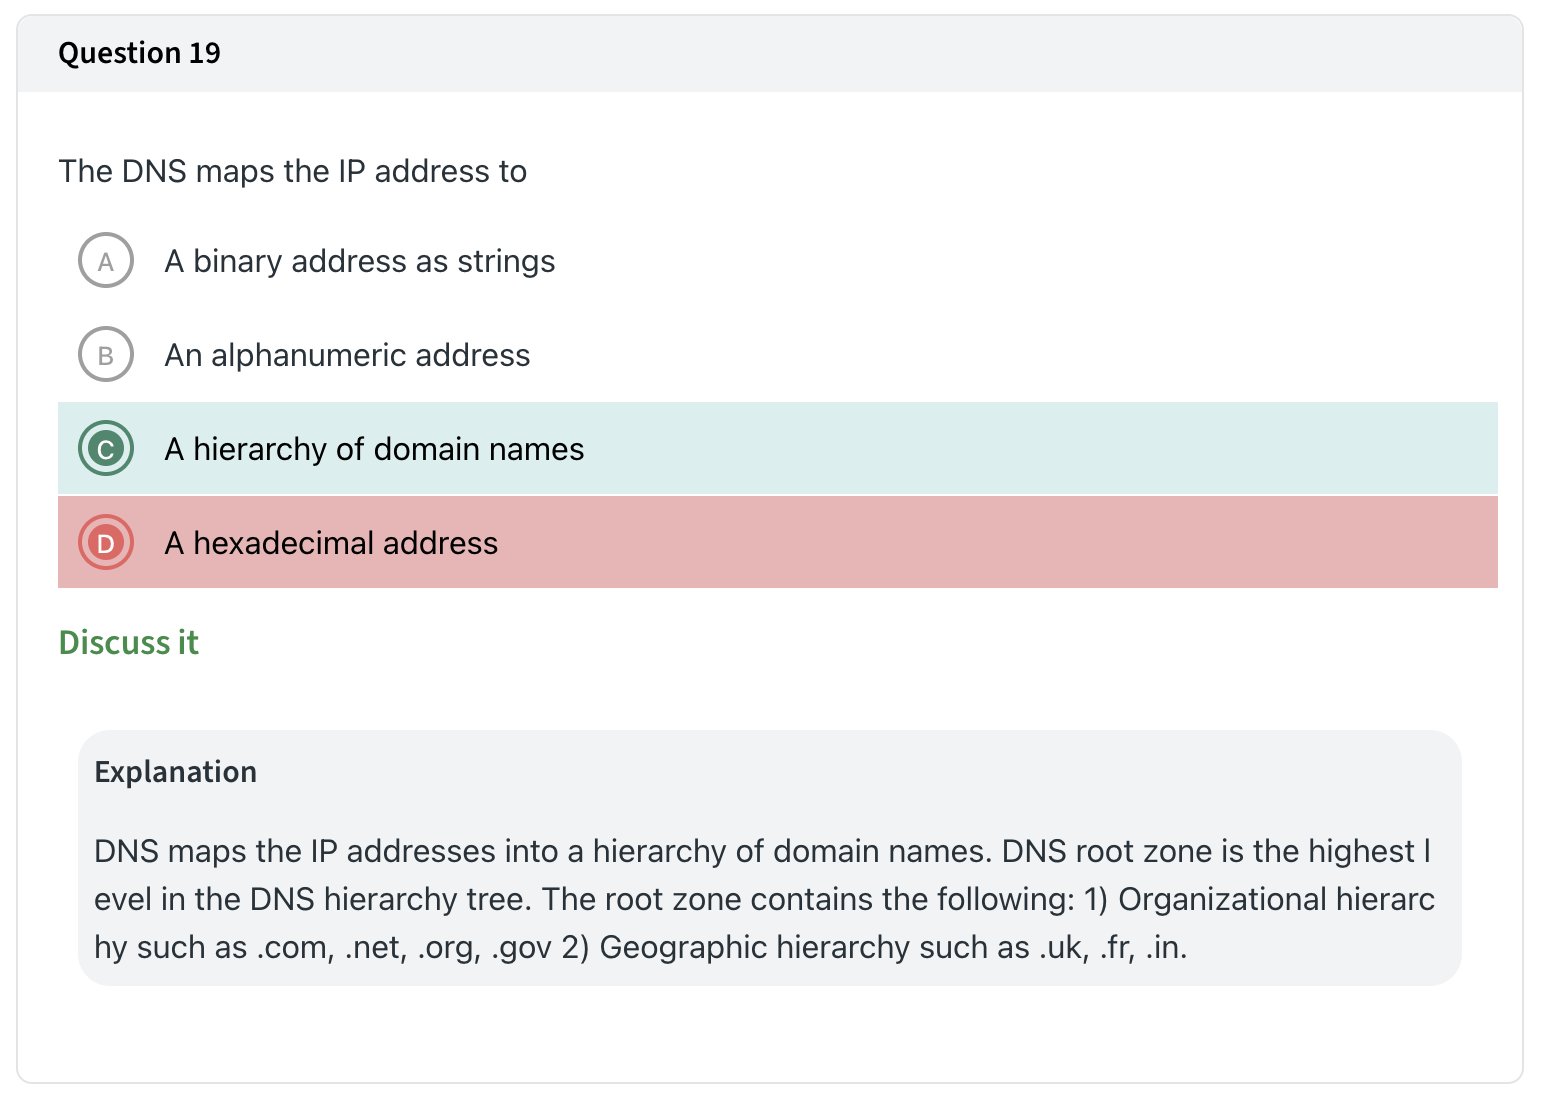 Question 19
The DNS maps the IP address to
A A binary address as strings
B An alphanumeric address
C A hierarchy of domain names
D A hexadecimal address
Discuss it
Explanation
DNS maps the IP addresses into a hierarchy of domain names. DNS root zone is the highest l
evel in the DNS hierarchy tree. The root zone contains the following: 1) Organizational hierarc
hy such as .com, .net, .org, .gov 2) Geographic hierarchy such as .uk, .fr, .in.